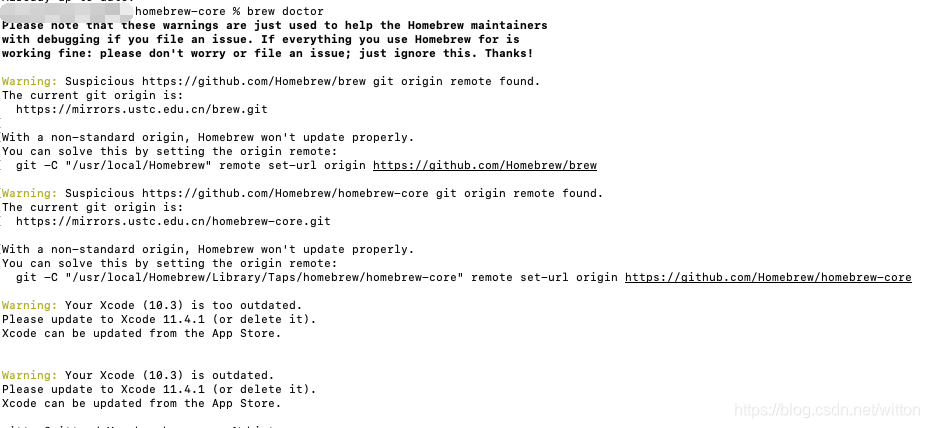 homebrew-core % brew doctor
Please note that these warnings are just used to help the Homebrew maintainers
with debugging if you file an issue. If everything you use Homebrew for is
working fine: please don't worry or file an issue; just ignore this. Thanks!
Warning: Suspicious https://github.com/Homebrew/brew git origin remote found.
The current git origin is:
https://mirrors.ustc.edu.cn/brew.git
With a non-standard origin, Homebrew won't update properly.
You can solve this by setting the origin remote:
git -C "/usr/local/Homebrew" remote set-url origin https://github.com/Homebrew/brew
Warning: Suspicious https://github.com/Homebrew/homebrew-core git origin remote found.
The current git origin is:
https://mirrors.ustc.edu.cn/homebrew-core.git
With a non-standard origin, Homebrew won't update properly.
You can solve this by setting the origin remote:
git -C "/usr/local/Homebrew/Library/Taps/homebrew/homebrew-core" remote set-url origin https://github.com/Homebrew/homebrew-core
Warning: Your Xcode (10.3) is too outdated.
Please update to Xcode 11.4.1 (or delete it).
Xcode can be updated from the App Store.
Warning: Your Xcode (10.3) is outdated.
Please update to Xcode 11.4.1 (or delete it).
Xcode can be updated from the App Store.
https://blog.csdn.net/witton